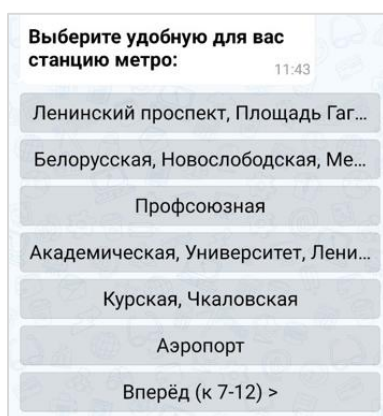 Выберите удобную для вас
станцию метро:
11:43
Ленинский проспект, Площадь Гаг...
Белорусская, Новослободская, Ме...
Профсоюзная
Академическая, Университет, Лени...
Курская, Чкаловская
Аэропорт
Вперёд (к 7-12) >